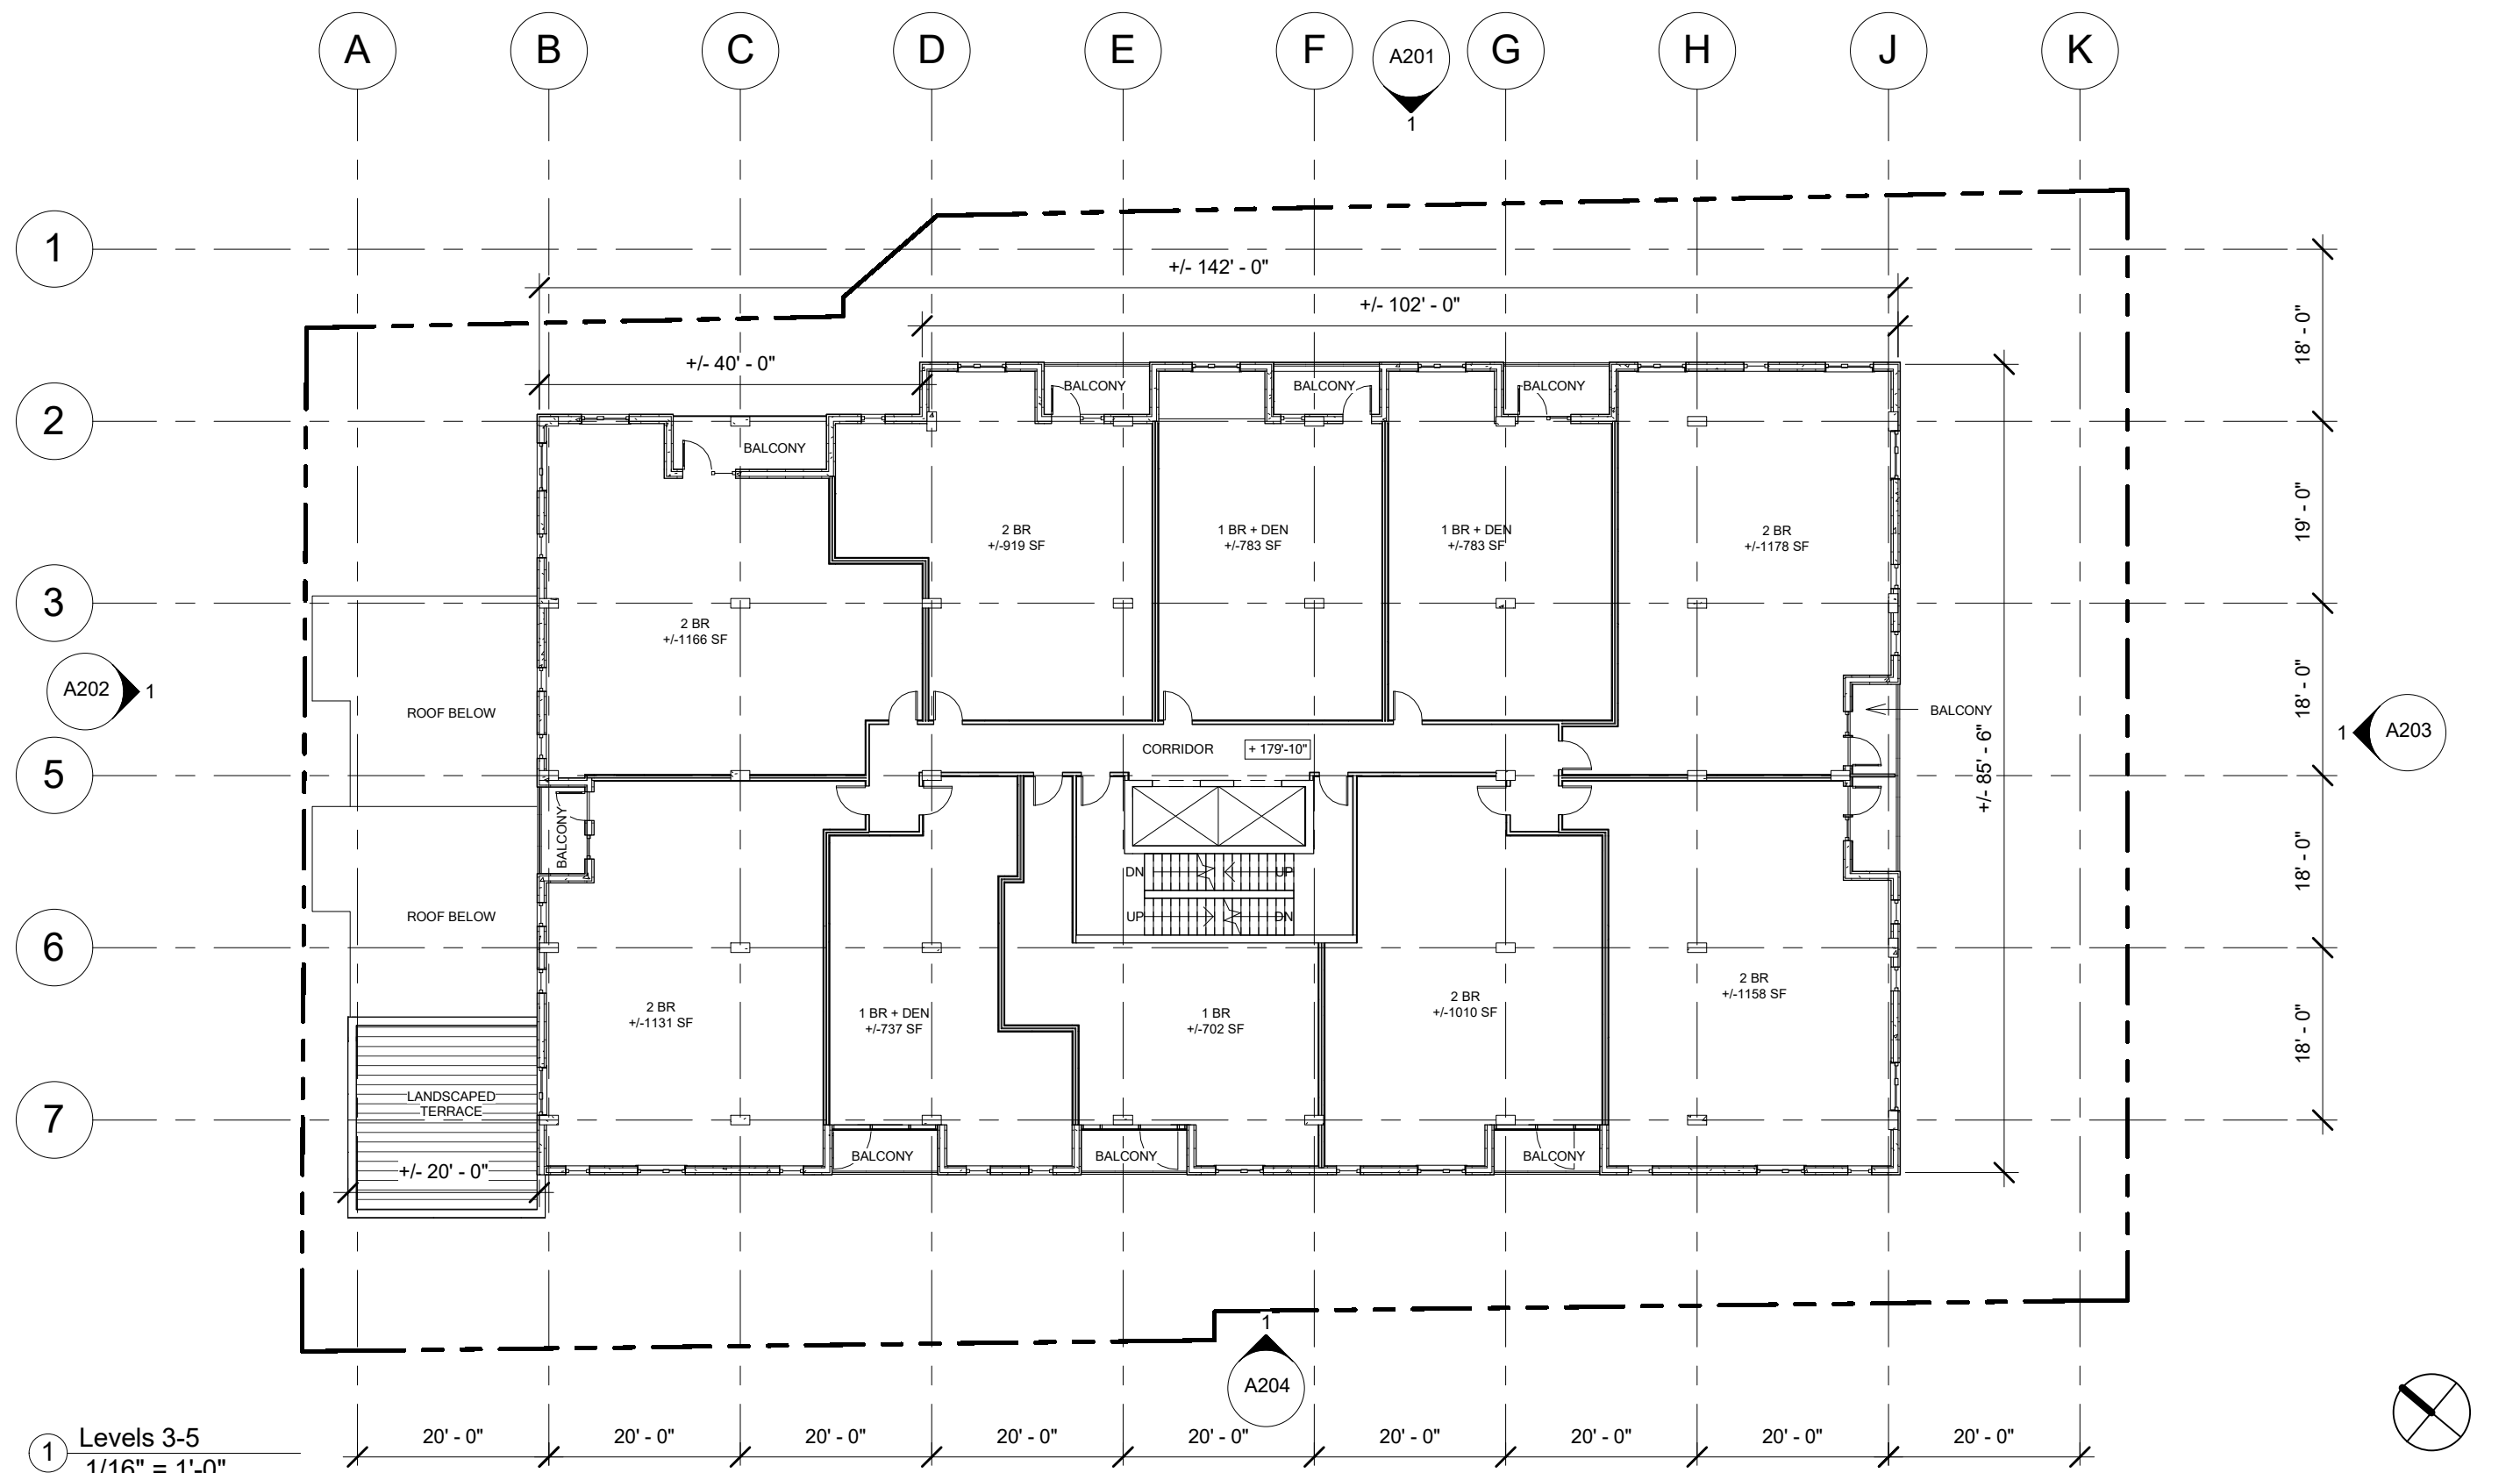 A
B
C
D
E
F
A201
1
G
H
J
K
1
+/- 142' - 0"
+/- 102' - 0"
+/- 40' - 0"
18' - 0"
BALCONY
BALCONY
BALCONY
2
BALCONY
19' - 0"
2 BR
+/-919 SF
1 BR + DEN
+/-783 SF
1 BR + DEN
+/-783 SF
2 BR
+/-1178 SF
3
2 BR
+/-1166 SF
A202
1
ROOF BELOW
18' - 0"
BALCONY
1
A203
CORRIDOR
+ 179'-10"
+/- 85' - 6"
5
BALCONY
18' - 0"
DN
UP
UP
DN
ROOF BELOW
6
2 BR
+/-1131 SF
1 BR + DEN
+/-737 SF
1 BR
+/-702 SF
2 BR
+/-1010 SF
2 BR
+/-1158 SF
18' - 0"
LANDSCAPED
TERRACE
7
+/- 20' - 0"
BALCONY
BALCONY
BALCONY
1
A204
1
Levels 3-5
1/16" = 1'-0"
20' - 0"
20' - 0"
20' - 0"
20' - 0"
20' - 0"
20' - 0"
20' - 0"
20' - 0"
20' - 0"